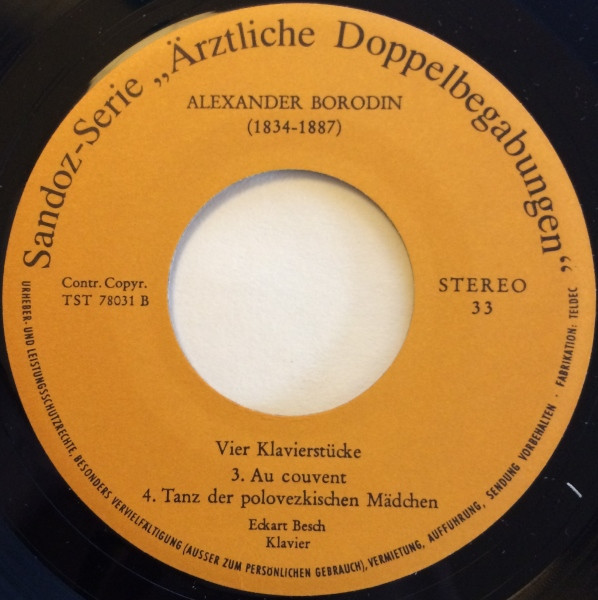 Sandoz-Serie „Ärztliche Doppelbegabungen"
ALEXANDER BORODIN
(1834-1887)
Contr. Copyr.
TST 78031 B
STEREO
33
Vier Klavierstücke
3. Au couvent
4. Tanz der polovezkischen Mädchen
Eckart Besch
Klavier
URHEBER- UND LEISTUNGSSCHUTZRECHTE, BESONDERS VERVIELFÄLTIGUNG (AUSSER ZUM PERSÖNLICHEN GEBRAUCH), VERMIETUNG, AUFFÜHRUNG, SENDUNG VORBEHALTEN · FABRIKATION: TELDEC